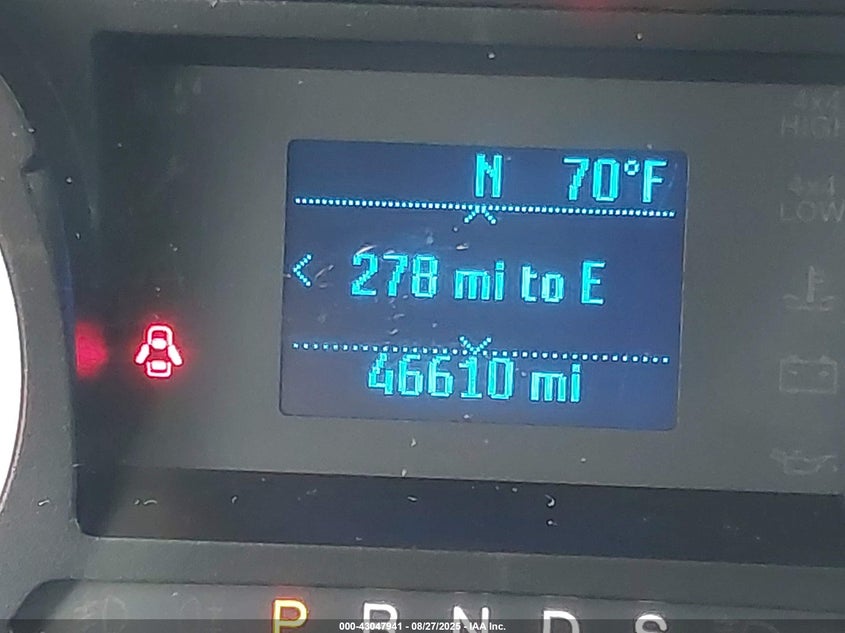 N 70°F
278 mi to E
46610 mi
4x4
HIGH
4x4
LOW
P R N D S
000-43047941 - 08/27/2025 - IAA Inc.